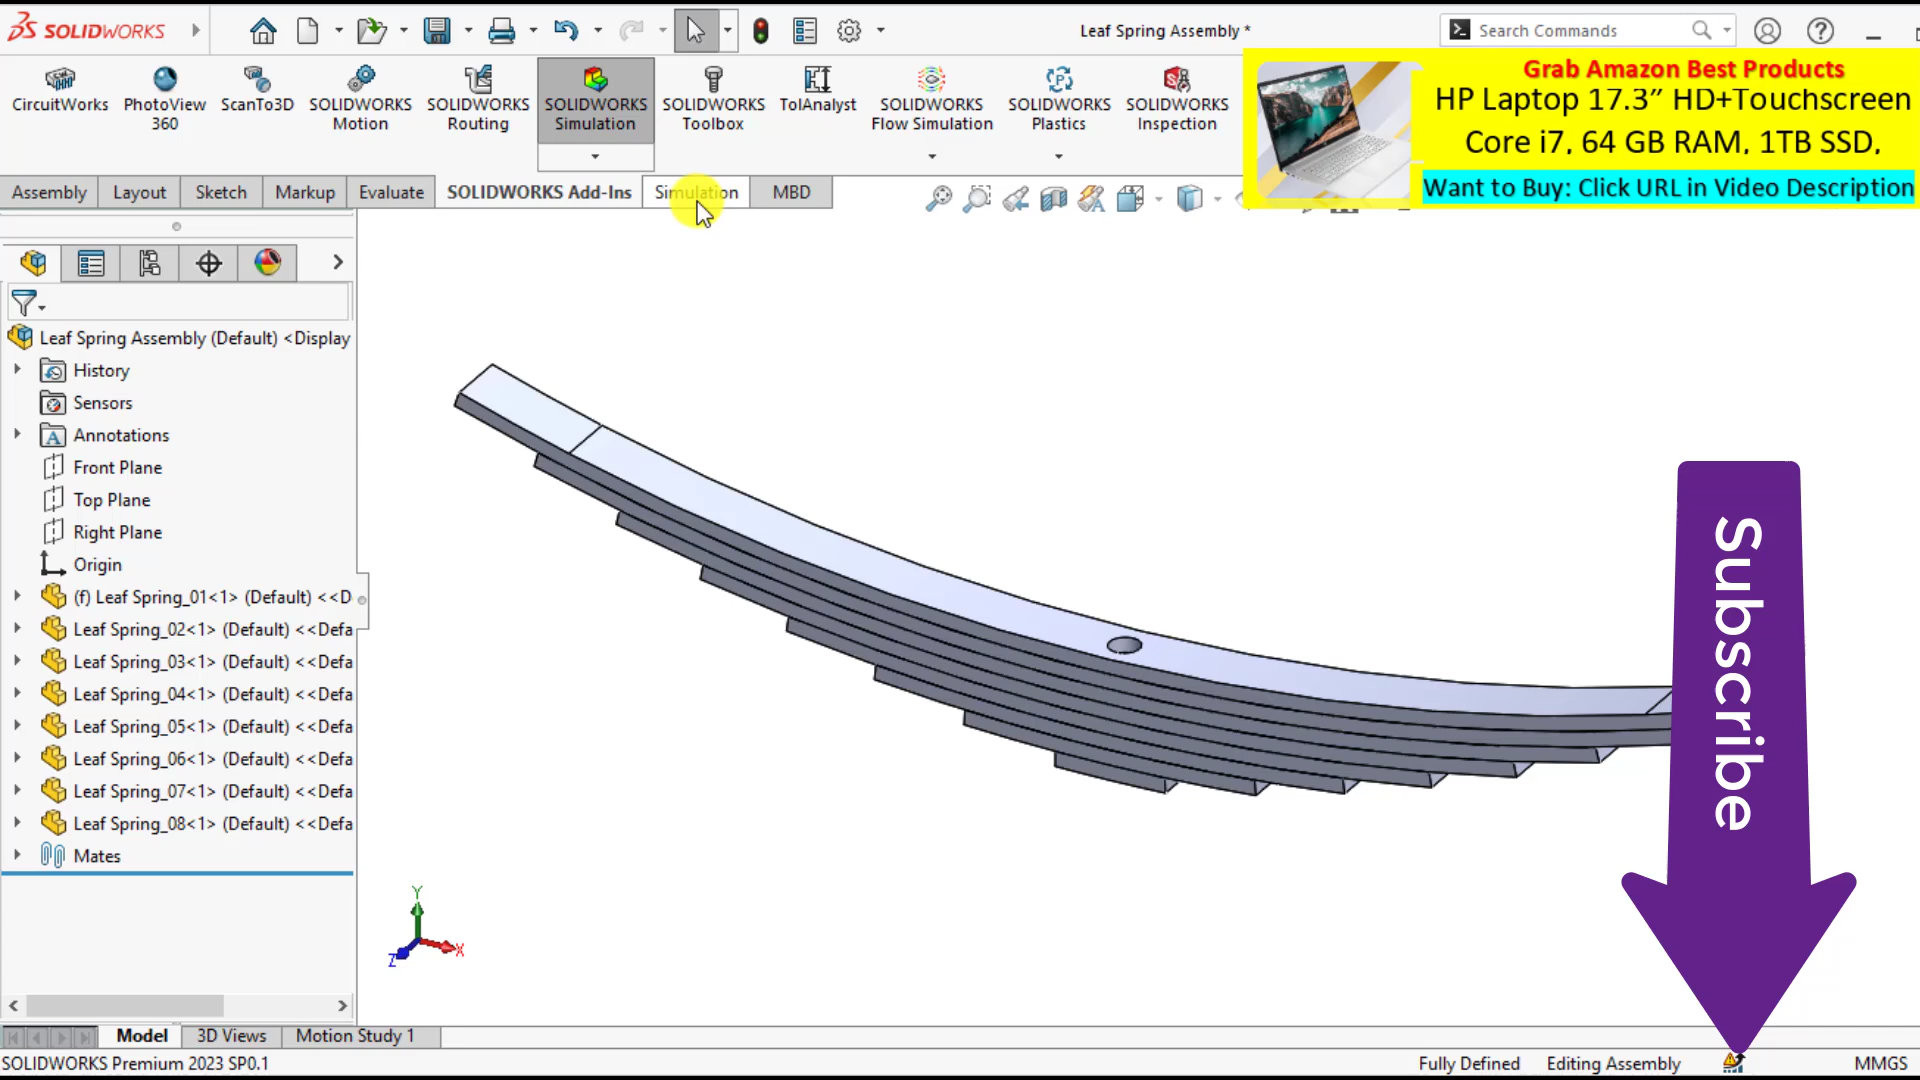 SOLIDWORKS
Leaf Spring Assembly *
Search Commands
CircuitWorks
PhotoView
360
ScanTo3D
SOLIDWORKS
Motion
SOLIDWORKS
Routing
SOLIDWORKS
Simulation
SOLIDWORKS
Toolbox
TolAnalyst
SOLIDWORKS
Flow Simulation
SOLIDWORKS
Plastics
SOLIDWORKS
Inspection
Grab Amazon Best Products
HP Laptop 17.3” HD+Touchscreen
Core i7, 64 GB RAM, 1TB SSD,
Want to Buy: Click URL in Video Description
Assembly
Layout
Sketch
Markup
Evaluate
SOLIDWORKS Add-Ins
Simulation
MBD
Leaf Spring Assembly (Default) <Display
History
Sensors
Annotations
Front Plane
Top Plane
Right Plane
Origin
(f) Leaf Spring_01<1> (Default) <<D
Leaf Spring_02<1> (Default) <<Defa
Leaf Spring_03<1> (Default) <<Defa
Leaf Spring_04<1> (Default) <<Defa
Leaf Spring_05<1> (Default) <<Defa
Leaf Spring_06<1> (Default) <<Defa
Leaf Spring_07<1> (Default) <<Defa
Leaf Spring_08<1> (Default) <<Defa
Mates
Y
X
Z
Subscribe
Model
3D Views
Motion Study 1
SOLIDWORKS Premium 2023 SP0.1
Fully Defined
Editing Assembly
MMGS